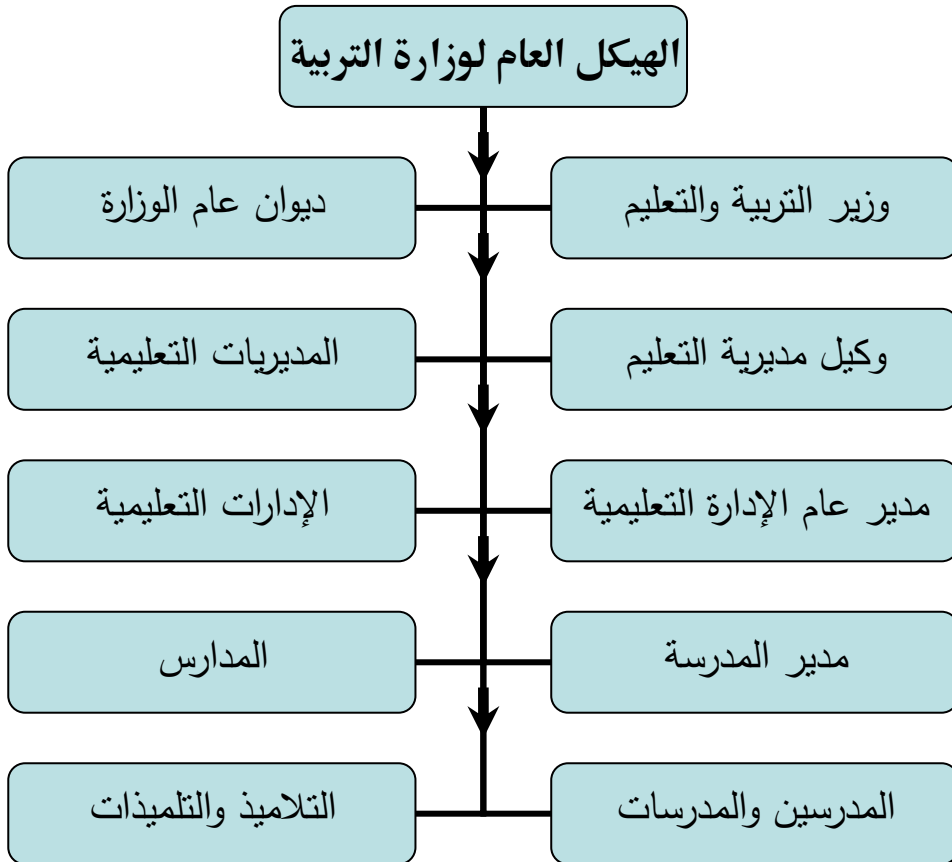 الهيكل العام لوزارة التربية
وزير التربية والتعليم
ديوان عام الوزارة
وكيل مديرية التعليم
المديريات التعليمية
مدير عام الإدارة التعليمية
الإدارات التعليمية
مدير المدرسة
المدارس
المدرسين والمدرسات
التلاميذ والتلميذات